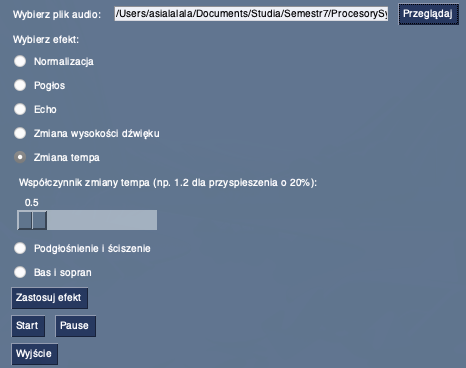 Wybierz plik audio: /Users/asialalala/Documents/Studia/Semestr7/ProcesorySy Przeglądaj
Wybierz efekt:
Normalizacja
Pogłos
Echo
Zmiana wysokości dźwięku
Zmiana tempa
Współczynnik zmiany tempa (np. 1.2 dla przyspieszenia o 20%):
0.5
Podgłośnienie i ściszenie
Bas i sopran
Zastosuj efekt
Start Pause
Wyjście